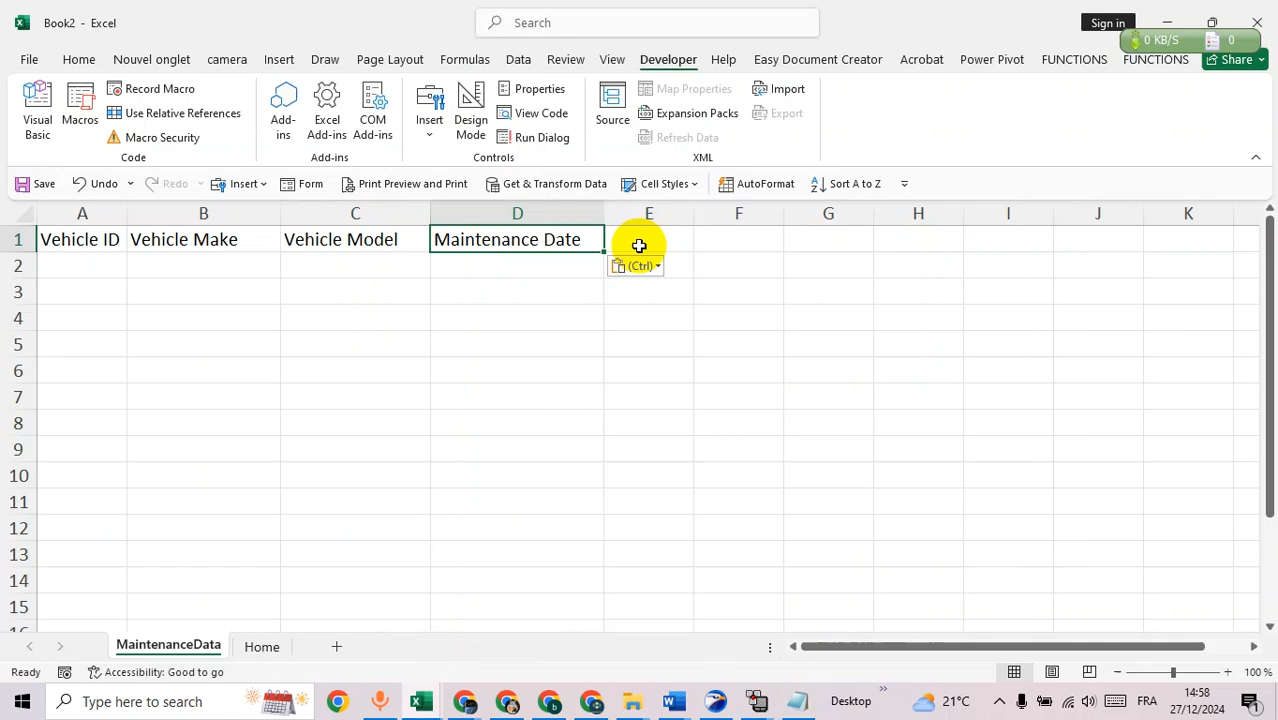 Book2 - Excel
Search
Sign in
0 KB/S
0
File Home Nouvel onglet camera Insert Draw Page Layout Formulas Data Review View Developer Help Easy Document Creator Acrobat Power Pivot FUNCTIONS FUNCTIONS Share
Visual Basic
Macros
Record Macro
Use Relative References
Macro Security
Code
Add-ins
Excel Add-ins
COM Add-ins
Add-ins
Insert
Design Mode
Properties
View Code
Run Dialog
Controls
Source
Map Properties
Expansion Packs
Refresh Data
Import
Export
XML
Save Undo Redo Insert Form Print Preview and Print Get & Transform Data Cell Styles AutoFormat Sort A to Z
A B C D E F G H I J K
1 Vehicle ID Vehicle Make Vehicle Model Maintenance Date
2 (Ctrl)
3
4
5
6
7
8
9
10
11
12
13
14
15
MaintenanceData Home
Ready Accessibility: Good to go 100 %
Type here to search
Desktop
21°C
FRA
14:58
27/12/2024
1